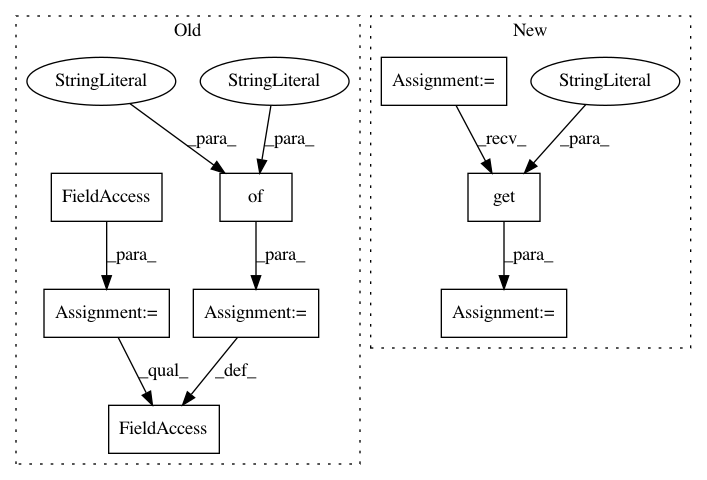 Old
New
StringLiteral
StringLiteral
Assignment:=
StringLiteral
_para_
_para_
_recv_
_para_
FieldAccess
of
get
_para_
_para_
_para_
Assignment:=
Assignment:=
Assignment:=
_qual_
_def_
FieldAccess